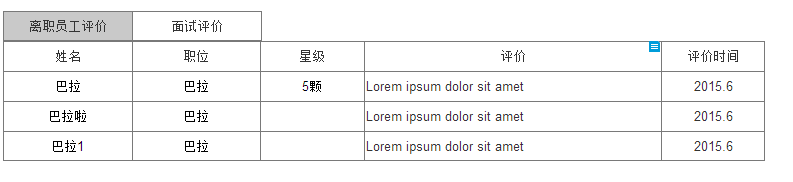 离职员工评价 面试评价
姓名 职位 星级 评价 评价时间
巴拉 巴拉 5颗 Lorem ipsum dolor sit amet 2015.6
巴拉啦 巴拉 Lorem ipsum dolor sit amet 2015.6
巴拉1 巴拉 Lorem ipsum dolor sit amet 2015.6